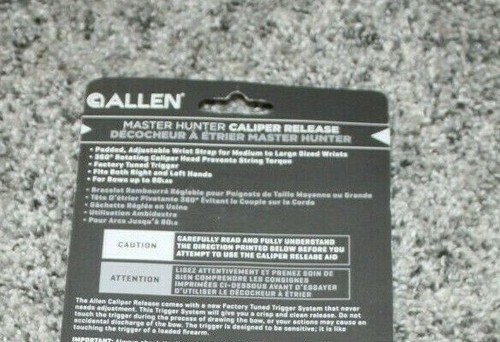 ALLEN®
MASTER HUNTER CALIPER RELEASE
DÉCOCHEUR À ÉTRIER MASTER HUNTER
• Padded, Adjustable Wrist Strap for Medium to Large Sized Wrists
• 360° Rotating Caliper Head Prevents String Torque
• Factory Tuned Trigger
• Fits Both Right and Left Hands
• For Bows up to 80LBS
• Bracelet Rembourré Réglable pour Poignets de Taille Moyenne ou Grande
• Tête D'étrier Pivotante 360° Évitant le Couple sur la Corde
• Gâchette Réglée en Usine
• Utilisation Ambidextre
• Pour Arcs Jusqu'à 80LBS
CAUTION
CAREFULLY READ AND FULLY UNDERSTAND
THE DIRECTION PRINTED BELOW BEFORE YOU
ATTEMPT TO USE THE CALIPER RELEASE AID
ATTENTION
LISEZ ATTENTIVEMENT ET PRENEZ SOIN DE
BIEN COMPRENDRE LES CONSIGNES
IMPRIMÉES CI-DESSOUS AVANT D'ESSAYER
D'UTILISER LE DÉCOCHEUR À ÉTRIER
The Allen Caliper Release comes with a new Factory Tuned Trigger System that never
needs adjustment. This Trigger System will give you a crisp and clean release. Do not
touch the trigger during the process of drawing the bow, or your actions may cause an
accidental discharge of the bow. The trigger is designed to be sensitive; it is like
touching the trigger of a loaded firearm.
IMPORTANT: Always